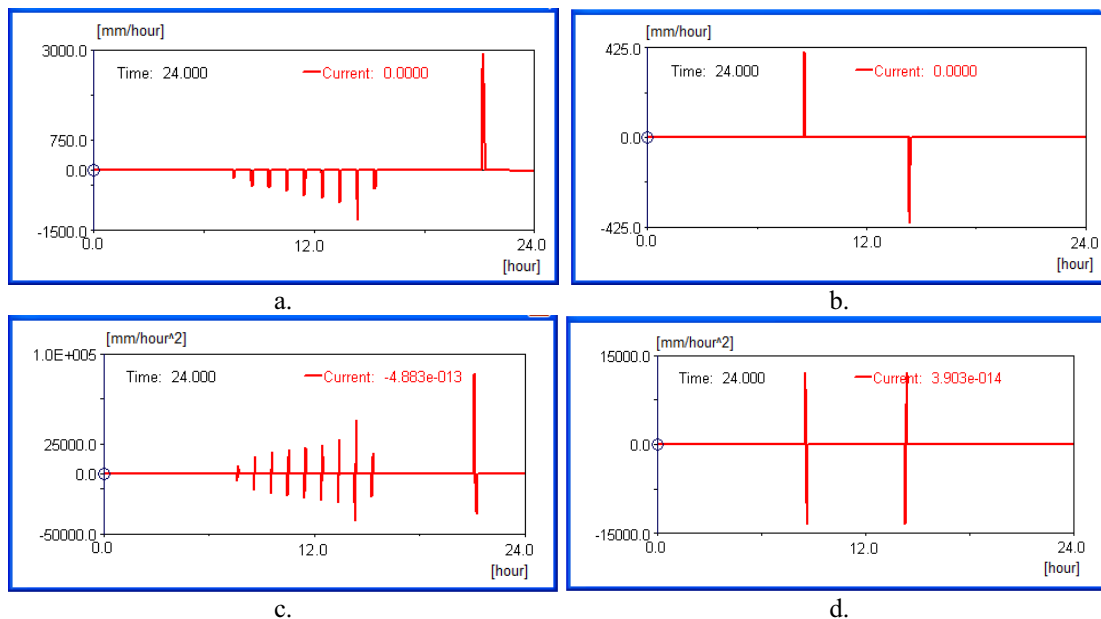 [mm/hour]
3000.0
Time: 24.000
Current: 0.0000
750.0
0.0
-1500.0
0.0
12.0
24.0
[hour]
a.
[mm/hour]
425.0
Time: 24.000
Current: 0.0000
0.0
-425.0
0.0
12.0
24.0
[hour]
b.
[mm/hour^2]
1.0E+005
Time: 24.000
Current: -4.883e-013
25000.0
0.0
-50000.0
0.0
12.0
24.0
[hour]
c.
[mm/hour^2]
15000.0
Time: 24.000
Current: 3.903e-014
0.0
-15000.0
0.0
12.0
24.0
[hour]
d.